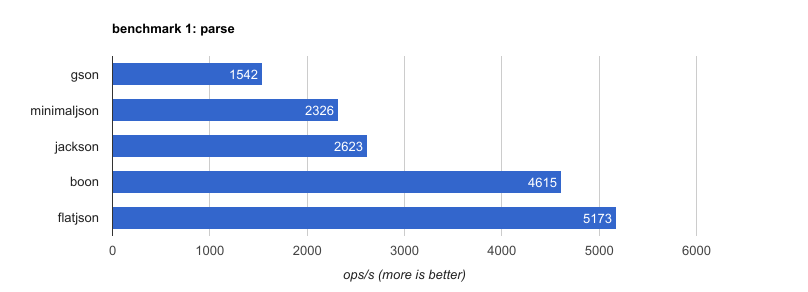 benchmark 1: parse
gson 1542
minimaljson 2326
jackson 2623
boon 4615
flatjson 5173
0 1000 2000 3000 4000 5000 6000
ops/s (more is better)